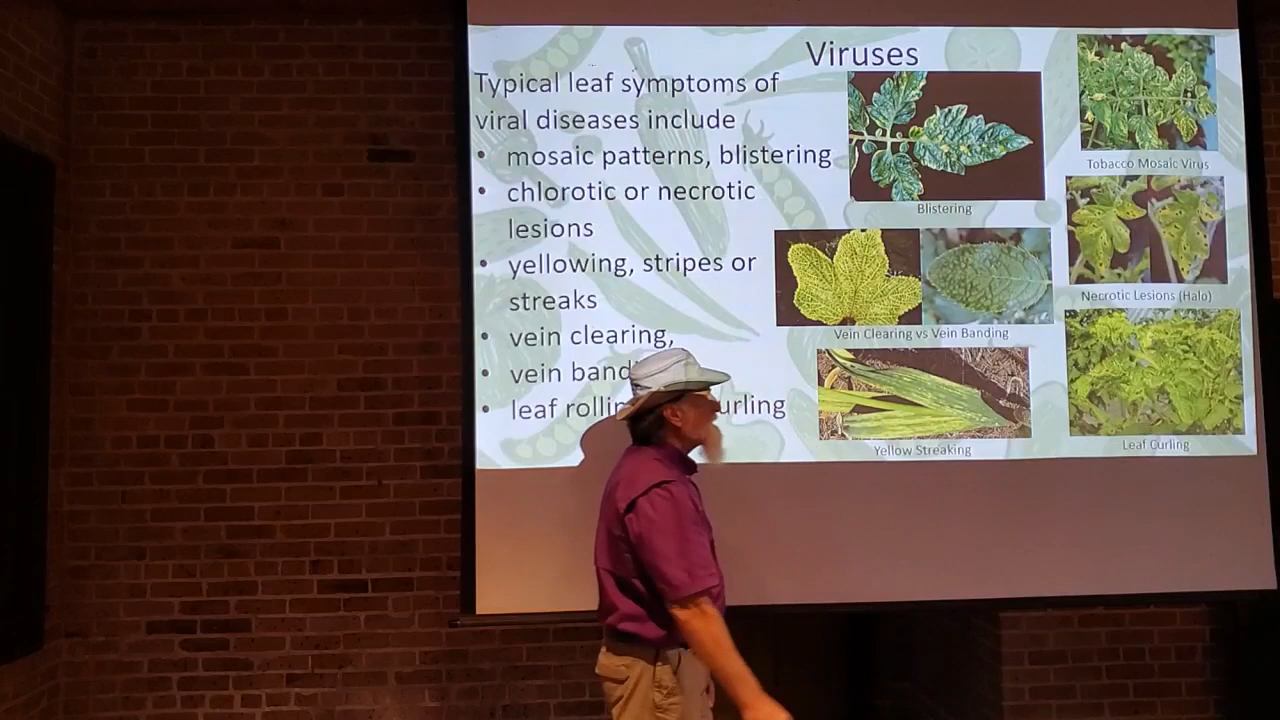 Viruses
Typical leaf symptoms of
viral diseases include
• mosaic patterns, blistering
• chlorotic or necrotic
lesions
• yellowing, stripes or
streaks
• vein clearing,
• vein band
• leaf rollin urling
Blistering
Tobacco Mosaic Virus
Vein Clearing vs Vein Banding
Necrotic Lesions (Halo)
Yellow Streaking
Leaf Curling